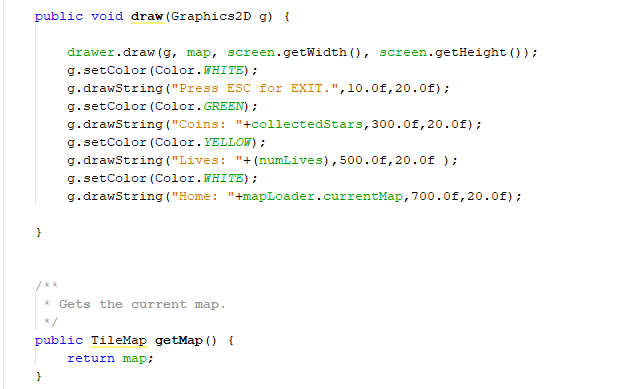 public void draw(Graphics2D g) {
drawer.draw(g, map, screen.getWidth(), screen.getHeight());
g.setColor(Color.WHITE);
g.drawString("Press ESC for EXIT.",10.0f,20.0f);
g.setColor(Color.GREEN);
g.drawString("Coins: "+collectedStars,300.0f,20.0f);
g.setColor(Color.YELLOW);
g.drawString("Lives: "+(numLives),500.0f,20.0f );
g.setColor(Color.WHITE);
g.drawString("Home: "+mapLoader.currentMap,700.0f,20.0f);
}
/**
* Gets the current map.
*/
public TileMap getMap() {
return map;
}